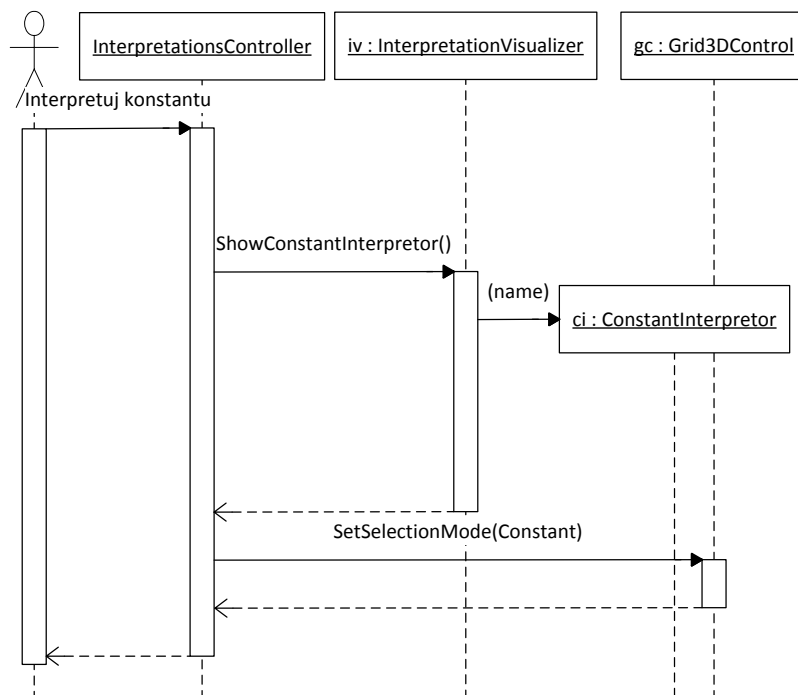 InterpretationsController
iv : InterpretationVisualizer
gc : Grid3DControl
Interpretuj konstantu
ShowConstantInterpretor()
(name)
ci : ConstantInterpretor
SetSelectionMode(Constant)